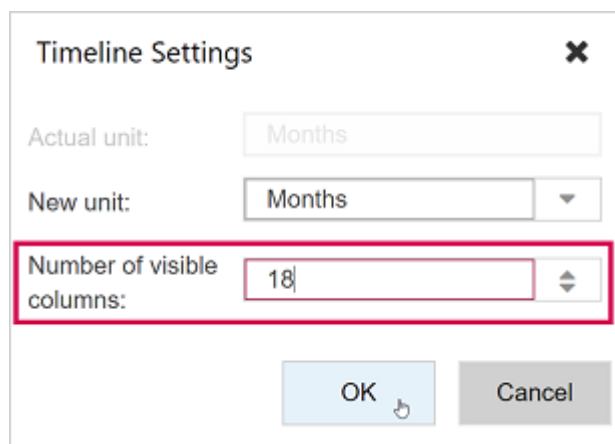 Timeline Settings
Actual unit: Months
New unit: Months
Number of visible
columns: 18
OK Cancel